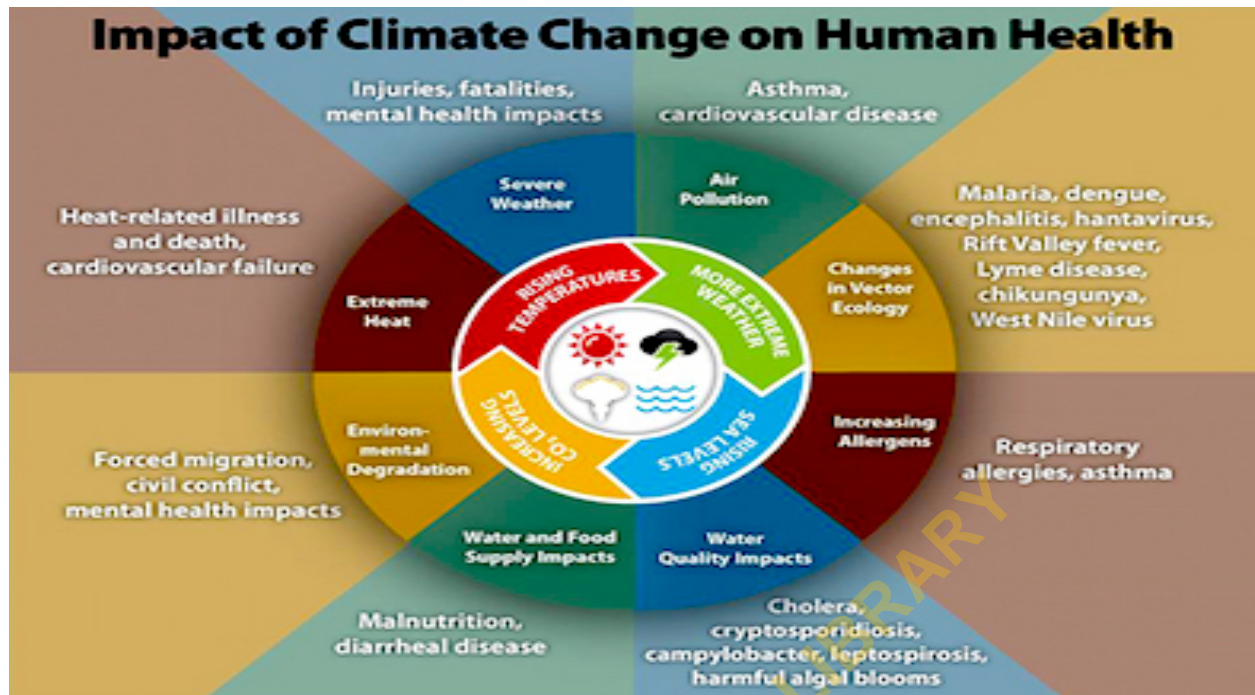 Impact of Climate Change on Human Health
Injuries, fatalities,
mental health impacts
Asthma,
cardiovascular disease
Severe
Weather
Air
Pollution
Heat-related illness
and death,
cardiovascular failure
Malaria, dengue,
encephalitis, hantavirus,
Rift Valley fever,
Lyme disease,
chikungunya,
West Nile virus
Extreme
Heat
Changes
in Vector
Ecology
RISING
TEMPERATURES
MORE EXTREME
WEATHER
INCREASING
CO₂ LEVELS
RISING
SEA LEVELS
Environ-
mental
Degradation
Increasing
Allergens
Forced migration,
civil conflict,
mental health impacts
Respiratory
allergies, asthma
Water and Food
Supply Impacts
Water
Quality Impacts
Malnutrition,
diarrheal disease
Cholera,
cryptosporidiosis,
campylobacter, leptospirosis,
harmful algal blooms
LIBRARY